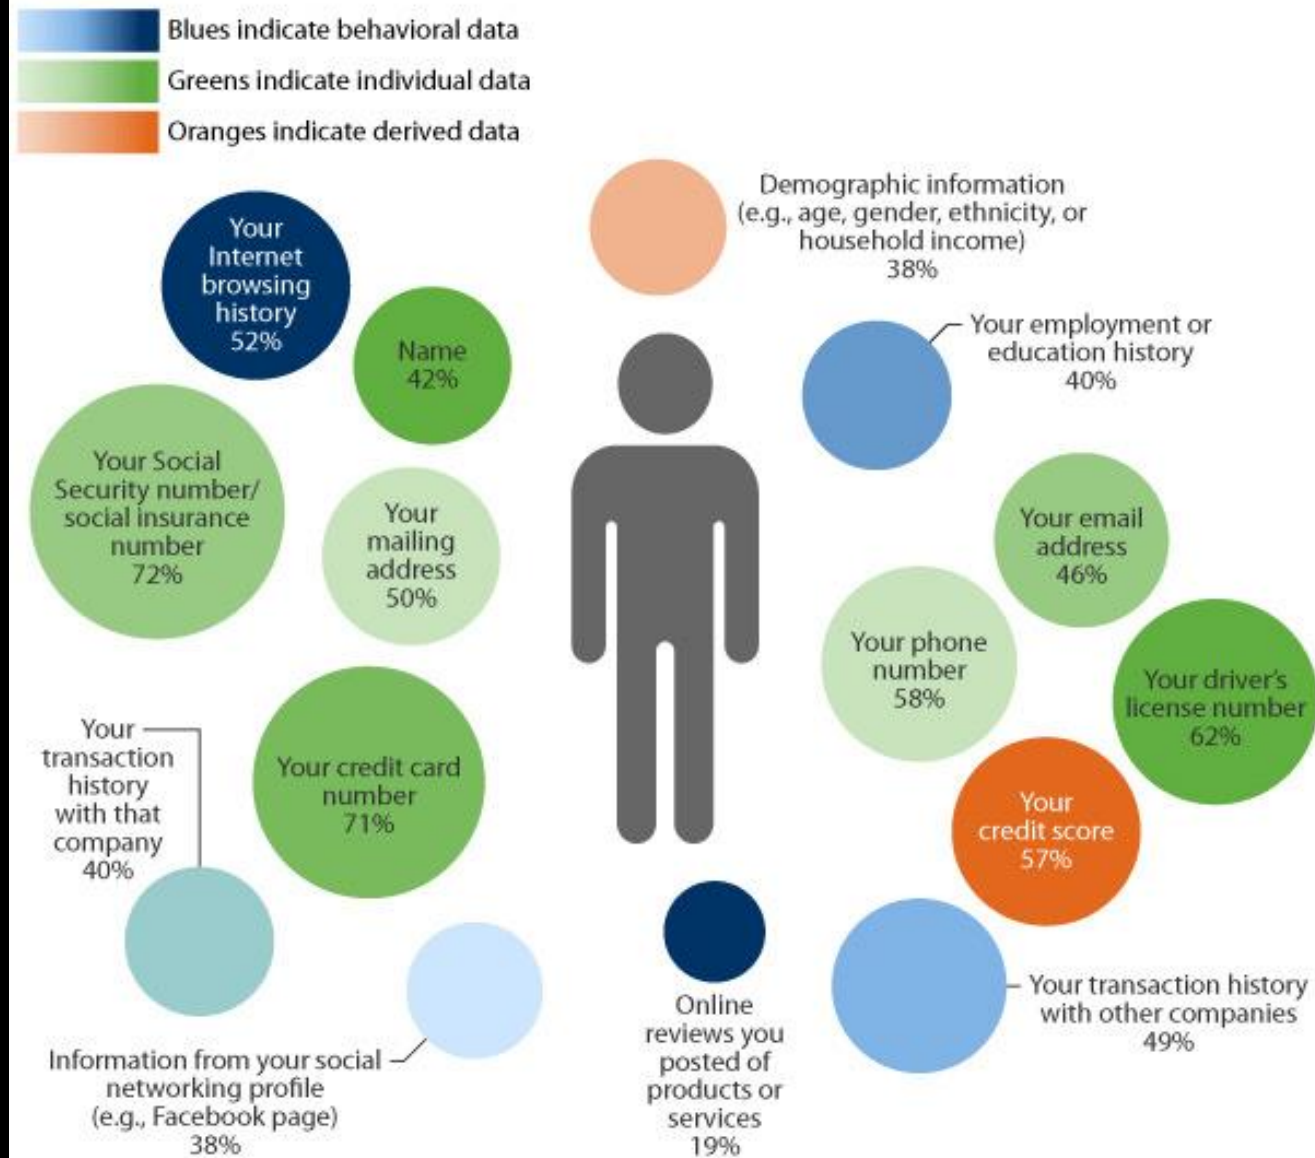 Blues indicate behavioral data
Greens indicate individual data
Oranges indicate derived data
Your
Internet
browsing
history
52%
Name
42%
Demographic information
(e.g., age, gender, ethnicity, or
household income)
38%
Your employment or
education history
40%
Your Social
Security number/
social insurance
number
72%
Your
mailing
address
50%
Your email
address
46%
Your phone
number
58%
Your driver's
license number
62%
Your
transaction
history
with that
company
40%
Your credit card
number
71%
Your
credit score
57%
Information from your social
networking profile
(e.g., Facebook page)
38%
Online
reviews you
posted of
products or
services
19%
Your transaction history
with other companies
49%